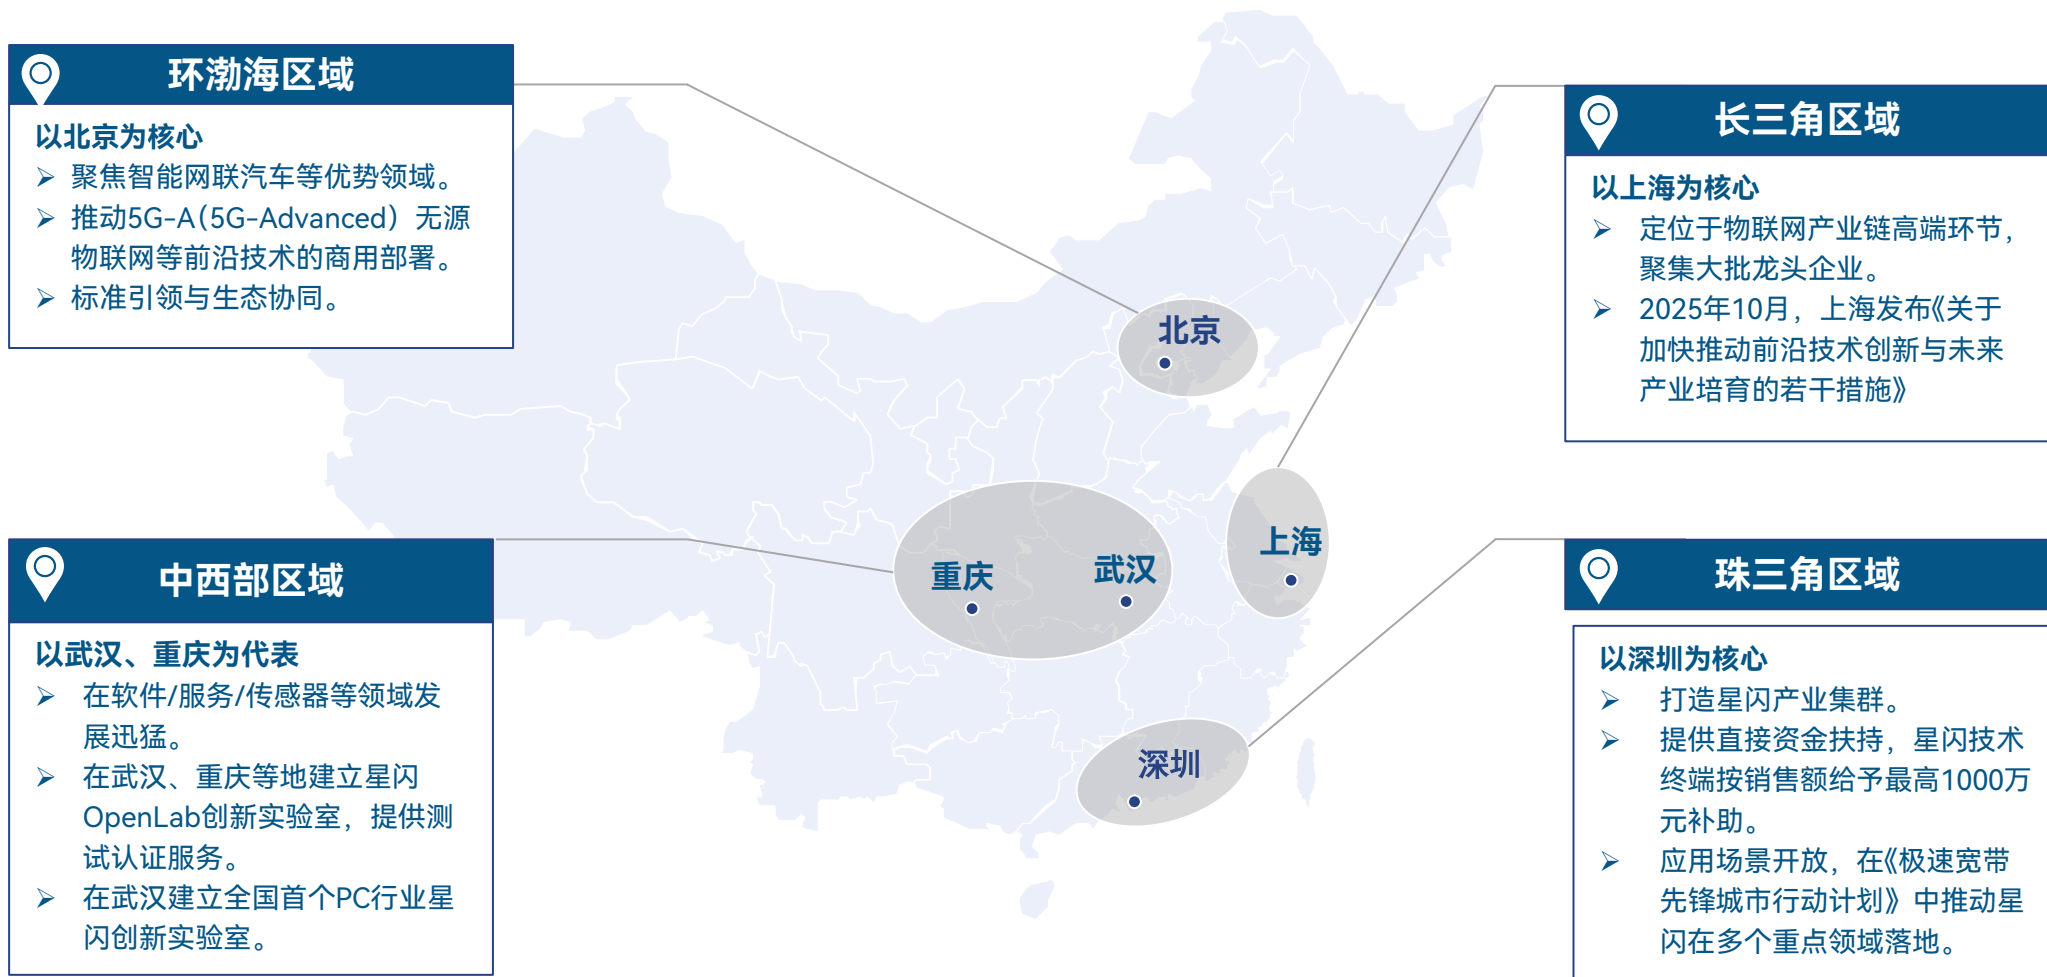 环渤海区域
以北京为核心
➢ 聚焦智能网联汽车等优势领域。
➢ 推动5G-A(5G-Advanced) 无源
物联网等前沿技术的商用部署。
➢ 标准引领与生态协同。
长三角区域
以上海为核心
➢ 定位于物联网产业链高端环节,
聚集大批龙头企业。
➢ 2025年10月，上海发布《关于
加快推动前沿技术创新与未来
产业培育的若干措施》
北京
上海
重庆
武汉
深圳
中西部区域
以武汉、重庆为代表
➢ 在软件/服务/传感器等领域发
展迅猛。
➢ 在武汉、重庆等地建立星闪
OpenLab创新实验室，提供测
试认证服务。
➢ 在武汉建立全国首个PC行业星
闪创新实验室。
珠三角区域
以深圳为核心
➢ 打造星闪产业集群。
➢ 提供直接资金扶持，星闪技术
终端按销售额给予最高1000万
元补助。
➢ 应用场景开放，在《极速宽带
先锋城市行动计划》中推动星
闪在多个重点领域落地。